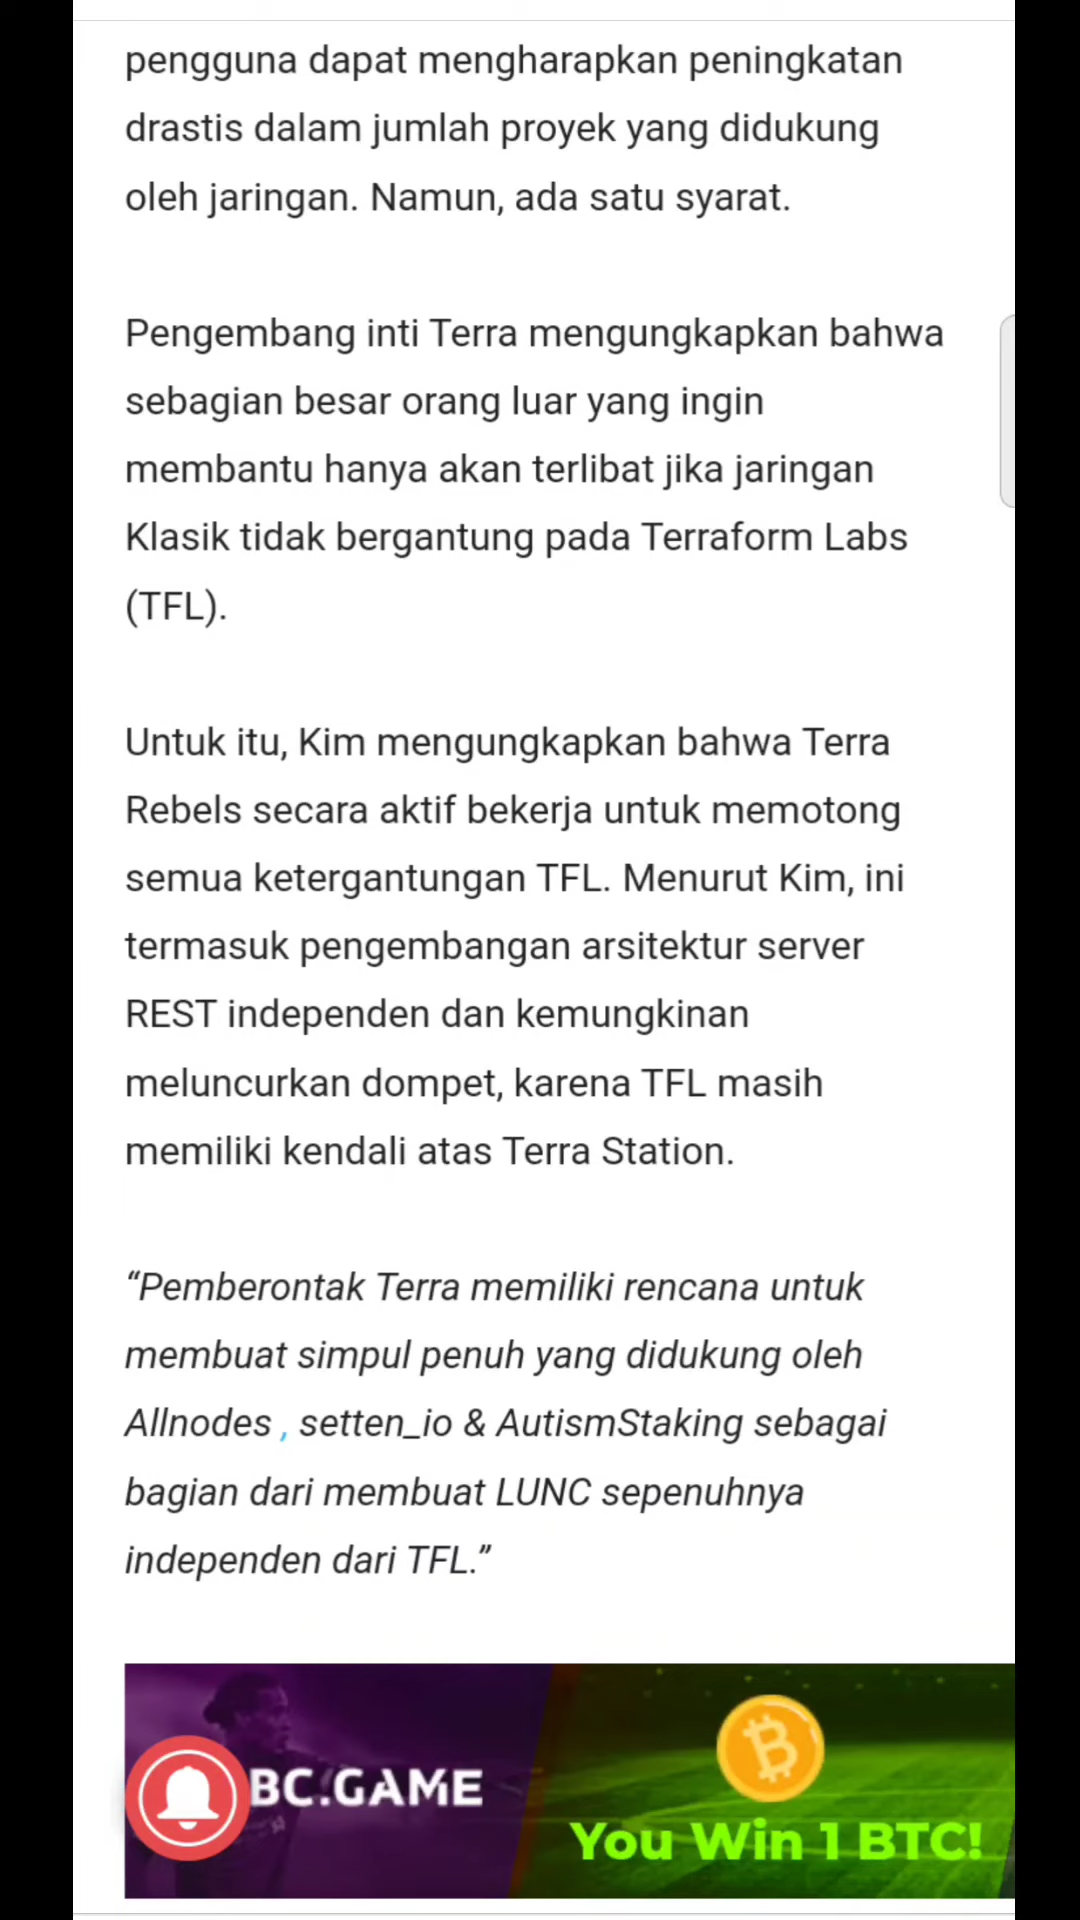 pengguna dapat mengharapkan peningkatan
drastis dalam jumlah proyek yang didukung
oleh jaringan. Namun, ada satu syarat.
Pengembang inti Terra mengungkapkan bahwa
sebagian besar orang luar yang ingin
membantu hanya akan terlibat jika jaringan
Klasik tidak bergantung pada Terraform Labs
(TFL).
Untuk itu, Kim mengungkapkan bahwa Terra
Rebels secara aktif bekerja untuk memotong
semua ketergantungan TFL. Menurut Kim, ini
termasuk pengembangan arsitektur server
REST independen dan kemungkinan
meluncurkan dompet, karena TFL masih
memiliki kendali atas Terra Station.
“Pemberontak Terra memiliki rencana untuk
membuat simpul penuh yang didukung oleh
Allnodes , setten_io & AutismStaking sebagai
bagian dari membuat LUNC sepenuhnya
independen dari TFL.”
BC.GAME
You Win 1 BTC!